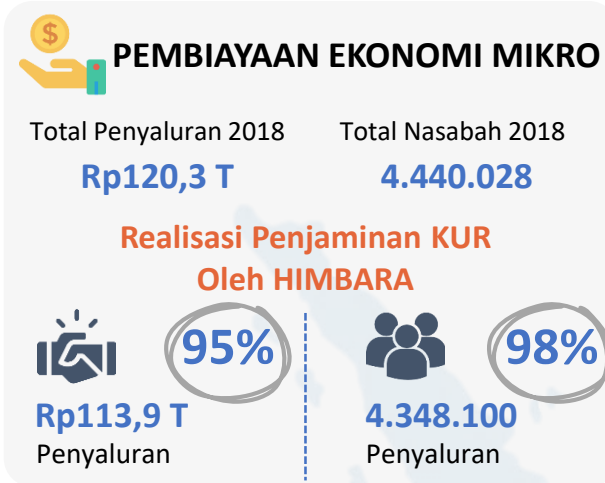 $
PEMBIAYAAN EKONOMI MIKRO
Total Penyaluran 2018
Rp120,3 T
Total Nasabah 2018
4.440.028
Realisasi Penjaminan KUR
Oleh HIMBARA
95%
Rp113,9 T
Penyaluran
98%
4.348.100
Penyaluran